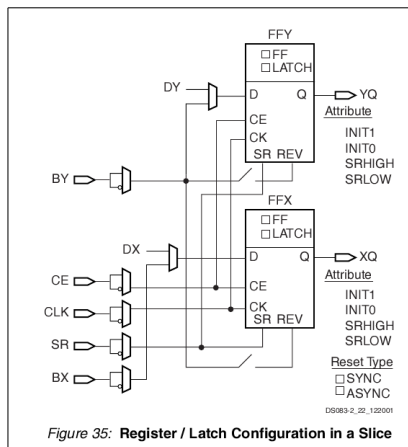 FFY
FF
LATCH
DY
D
Q
YQ
CE
CK
SR REV
Attribute
INIT1
INIT0
SRHIGH
SRLOW
BY
FFX
FF
LATCH
DX
D
Q
XQ
CE
CE
CLK
CK
SR REV
Attribute
INIT1
INIT0
SRHIGH
SRLOW
SR
BX
Reset Type
SYNC
ASYNC
DS083-2_22_122001
Figure 35: Register / Latch Configuration in a Slice